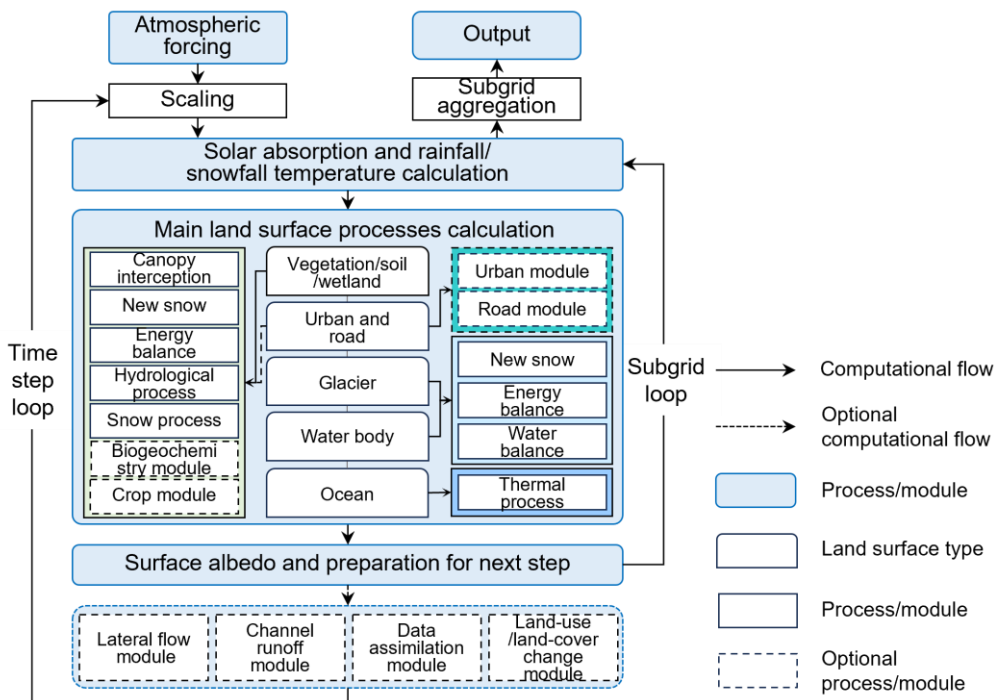 Atmospheric
forcing
Output
Scaling
Subgrid
aggregation
Solar absorption and rainfall/
snowfall temperature calculation
Main land surface processes calculation
Canopy
interception
New snow
Energy
balance
Hydrological
process
Snow process
Biogeochemi
stry module
Crop module
Vegetation/soil
/wetland
Urban and
road
Glacier
Water body
Ocean
Urban module
Road module
New snow
Energy
balance
Water
balance
Thermal
process
Time
step
loop
Subgrid
loop
Surface albedo and preparation for next step
Lateral flow
module
Channel
runoff
module
Data
assimilation
module
Land-use
/land-cover
change
module
Computational flow
Optional
computational flow
Process/module
Land surface type
Process/module
Optional
process/module